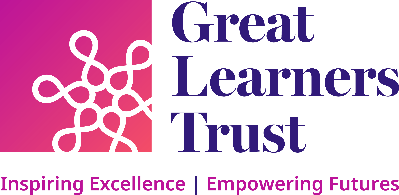 Great
Learners
Trust
Inspiring Excellence | Empowering Futures